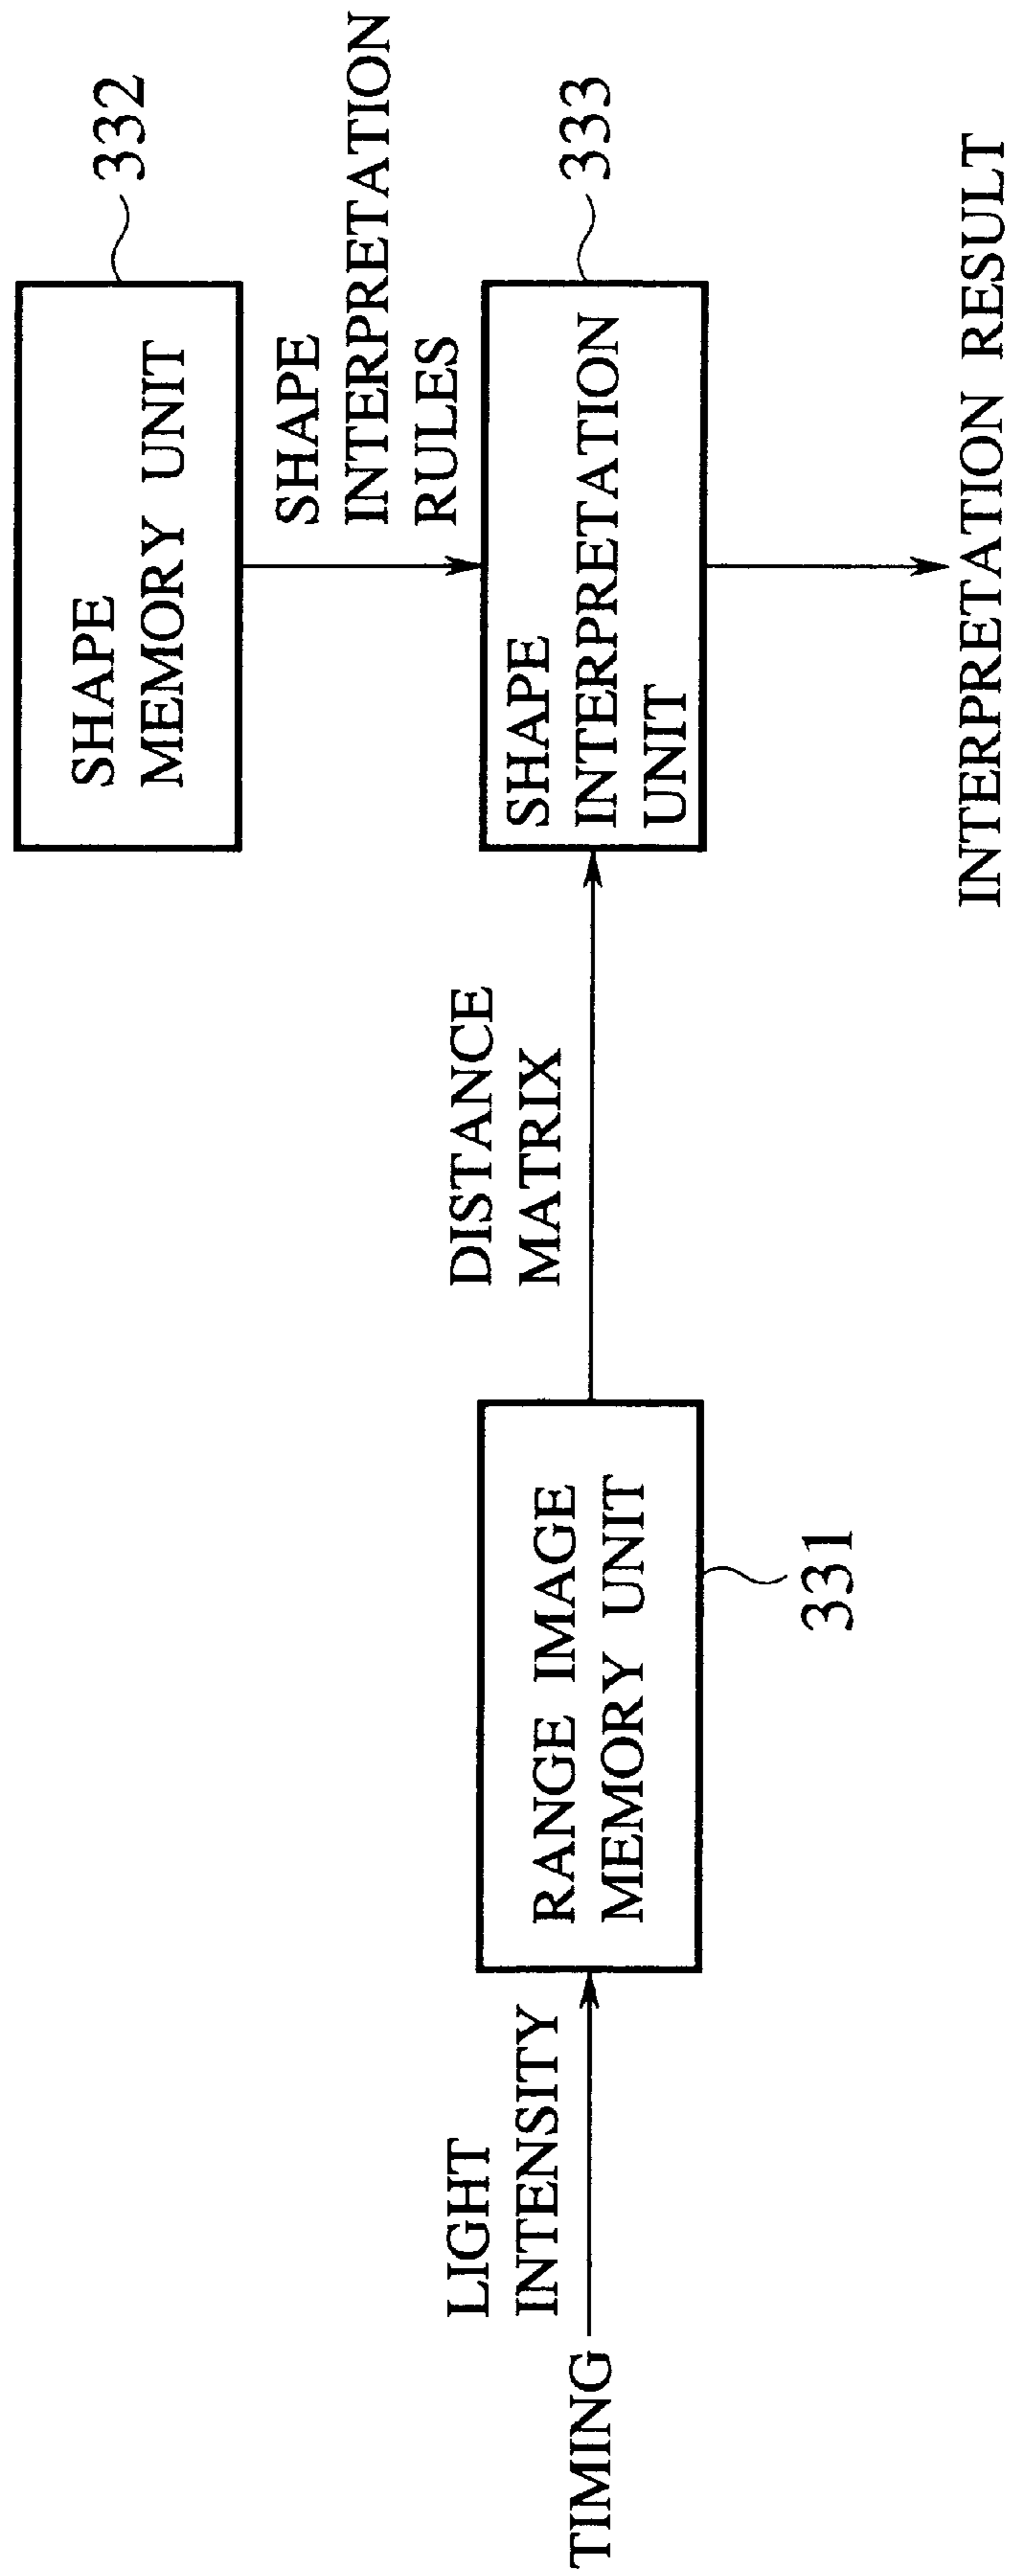 SHAPE
MEMORY UNIT
332
SHAPE
INTERPRETATION
RULES
LIGHT
INTENSITY
TIMING
RANGE IMAGE
MEMORY UNIT
331
DISTANCE
MATRIX
SHAPE
INTERPRETATION
UNIT
333
INTERPRETATION RESULT